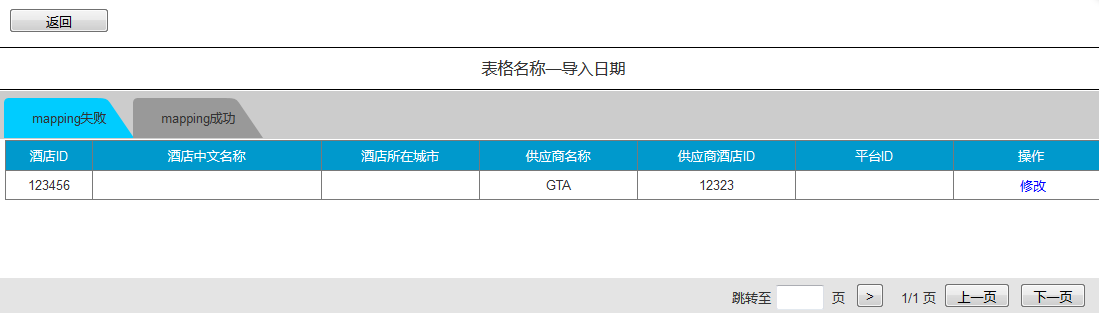 返回
表格名称—导入日期
mapping失败 mapping成功
酒店ID 酒店中文名称 酒店所在城市 供应商名称 供应商酒店ID 平台ID 操作
123456 GTA 12323 修改
跳转至 页 > 1/1 页 上一页 下一页